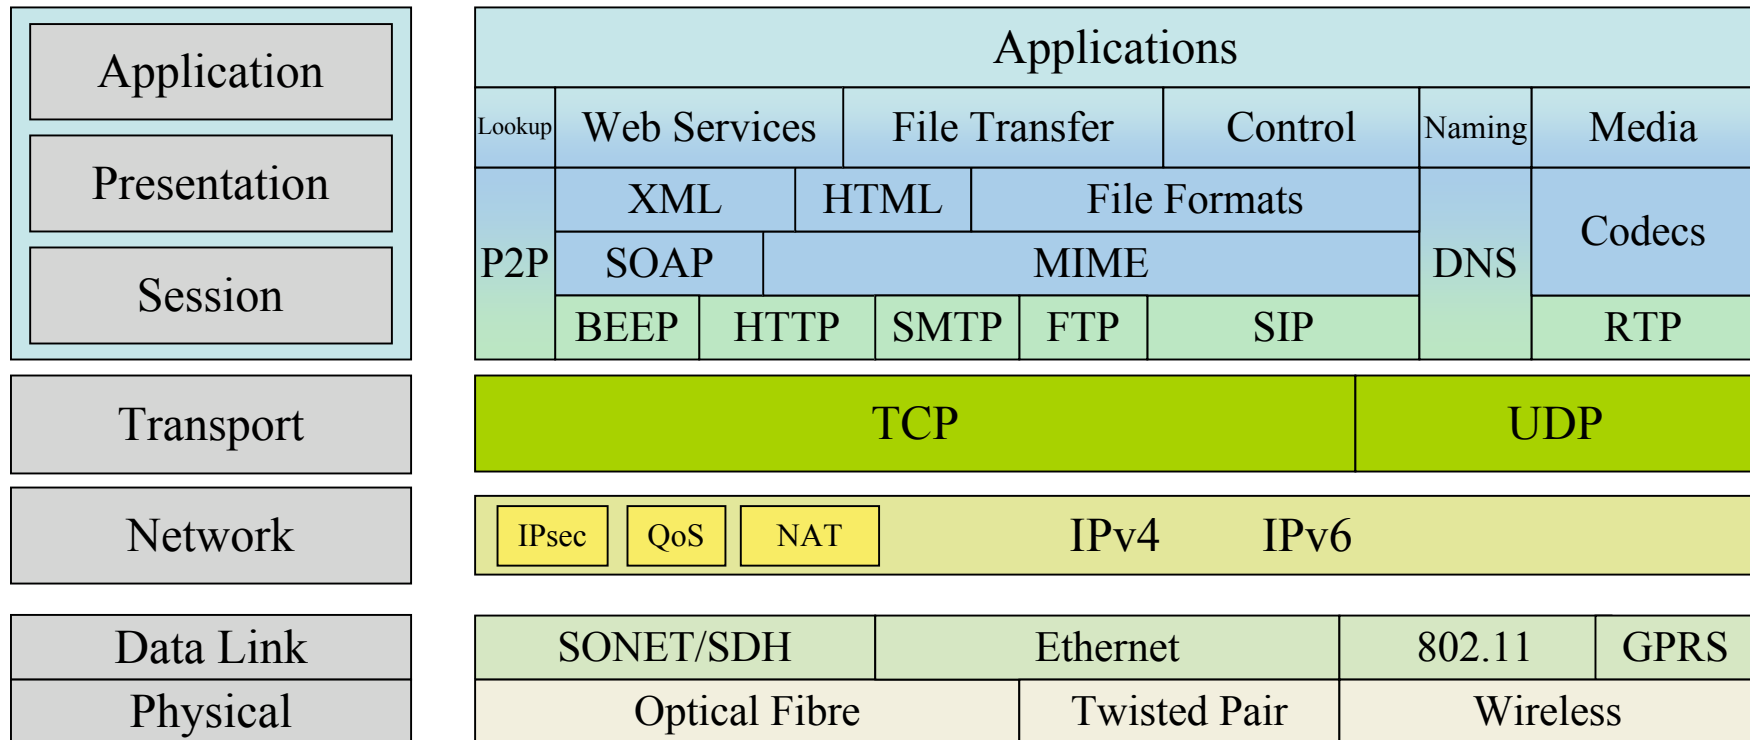 Application
Presentation
Session
Transport
Network
Data Link
Physical
Applications
Lookup Web Services File Transfer Control Naming Media
XML HTML File Formats
P2P SOAP MIME DNS Codecs
BEEP HTTP SMTP FTP SIP RTP
TCP UDP
IPsec QoS NAT IPv4 IPv6
SONET/SDH Ethernet 802.11 GPRS
Optical Fibre Twisted Pair Wireless